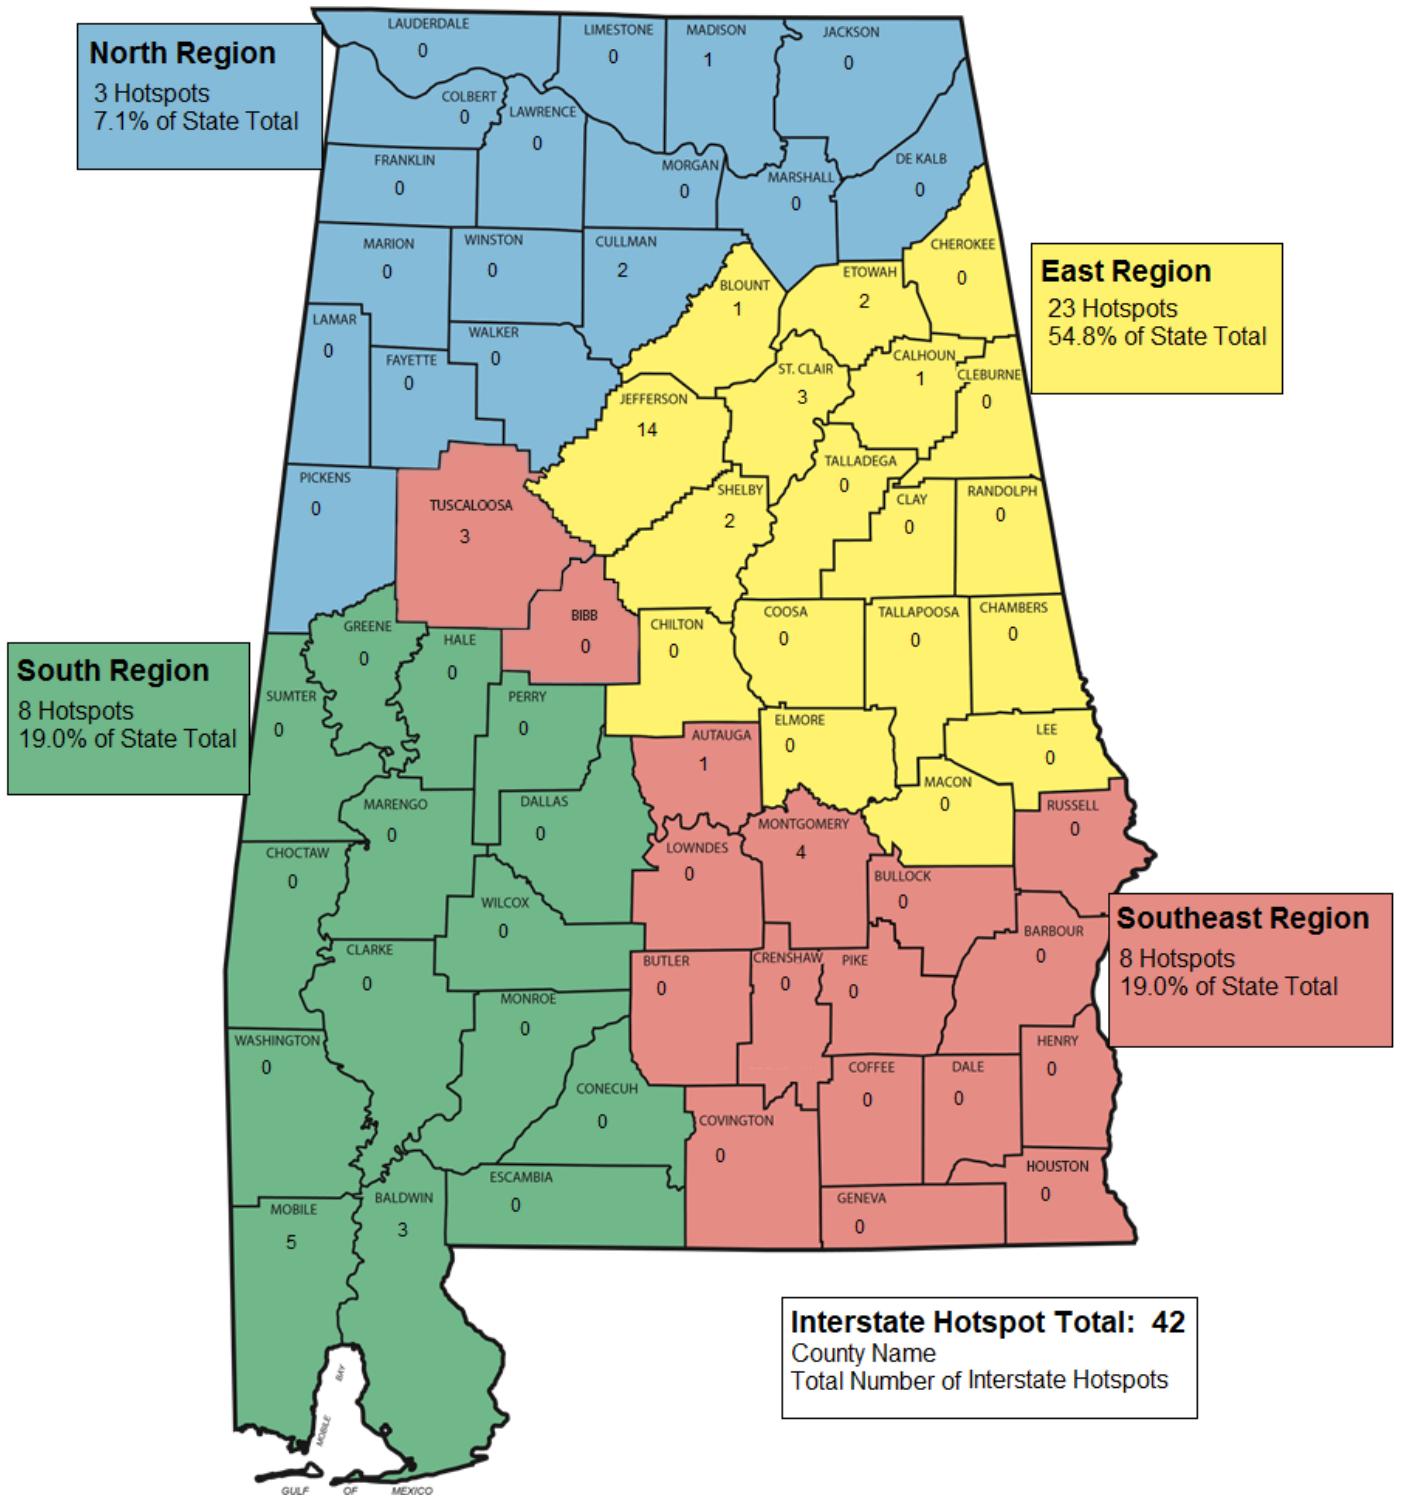 North Region
3 Hotspots
7.1% of State Total
LAUDERDALE
0
LIMESTONE
0
MADISON
1
JACKSON
0
COLBERT
0
LAWRENCE
0
FRANKLIN
0
MORGAN
0
MARSHALL
0
DE KALB
0
MARION
0
WINSTON
0
CULLMAN
2
CHEROKEE
0
BLOUNT
1
ETOWAH
2
East Region
23 Hotspots
54.8% of State Total
LAMAR
0
FAYETTE
0
WALKER
0
JEFFERSON
14
ST. CLAIR
3
CALHOUN
1
CLEBURNE
0
PICKENS
0
TUSCALOOSA
3
SHELBY
2
TALLADEGA
0
CLAY
0
RANDOLPH
0
GREENE
0
HALE
0
BIBB
0
CHILTON
0
COOSA
0
TALLAPOOSA
0
CHAMBERS
0
South Region
8 Hotspots
19.0% of State Total
SUMTER
0
PERRY
0
AUTAUGA
1
ELMORE
0
LEE
0
MACON
0
MARENGO
0
DALLAS
0
LOWNDES
0
MONTGOMERY
4
RUSSELL
0
CHOCTAW
0
WILCOX
0
BULLOCK
0
BARBOUR
0
Southeast Region
8 Hotspots
19.0% of State Total
CLARKE
0
MONROE
0
BUTLER
0
CRENSHAW
0
PIKE
0
WASHINGTON
0
CONECUH
0
COVINGTON
0
COFFEE
0
DALE
0
HENRY
0
MOBILE
5
BALDWIN
3
ESCAMBIA
0
GENEVA
0
HOUSTON
0
Interstate Hotspot Total: 42
County Name
Total Number of Interstate Hotspots
MOBILE BAY
GULF OF MEXICO